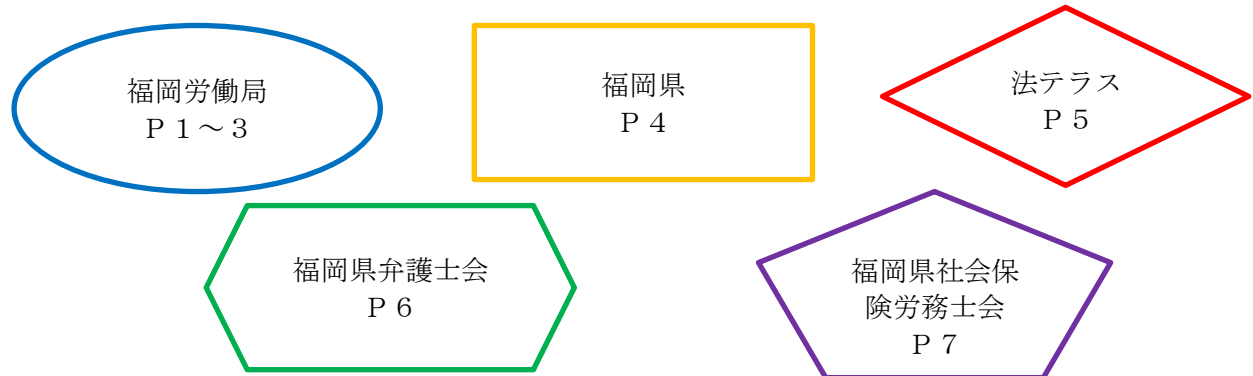 福岡労働局
Ｐ１～３
福岡県
Ｐ４
法テラス
Ｐ５
福岡県弁護士会
Ｐ６
福岡県社会保
険労務士会
Ｐ７